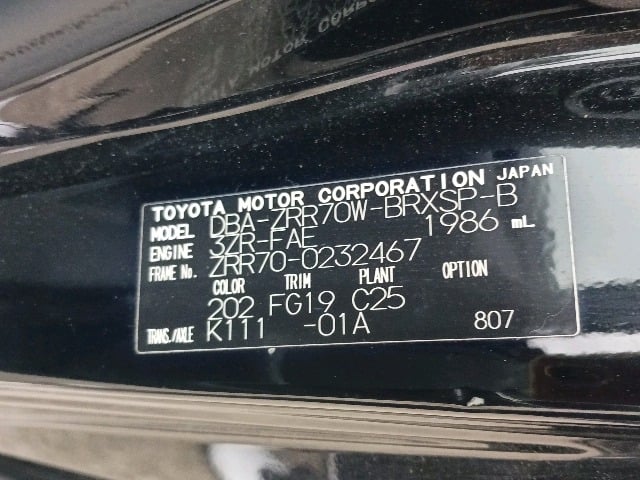 TOYOTA MOTOR CORPORATION JAPAN
MODEL DBA-ZRR70W-BRXSP-B
ENGINE 3ZR-FAE 1986 mL
FRAME No. ZRR70-0232467
COLOR TRIM PLANT OPTION
202 FG19 C25
TRANS./AXLE K111 -01A 807